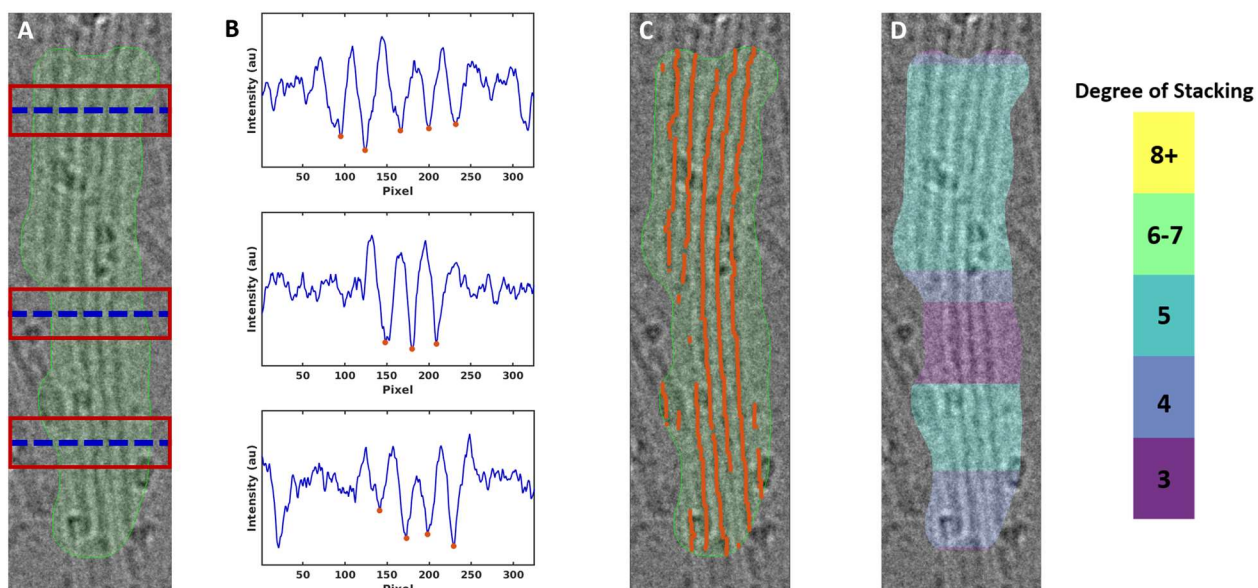 A
B
C
D
Intensity (au)
50 100 150 200 250 300
Pixel
Intensity (au)
50 100 150 200 250 300
Pixel
Intensity (au)
50 100 150 200 250 300
Pixel
Degree of Stacking
8+
6-7
5
4
3